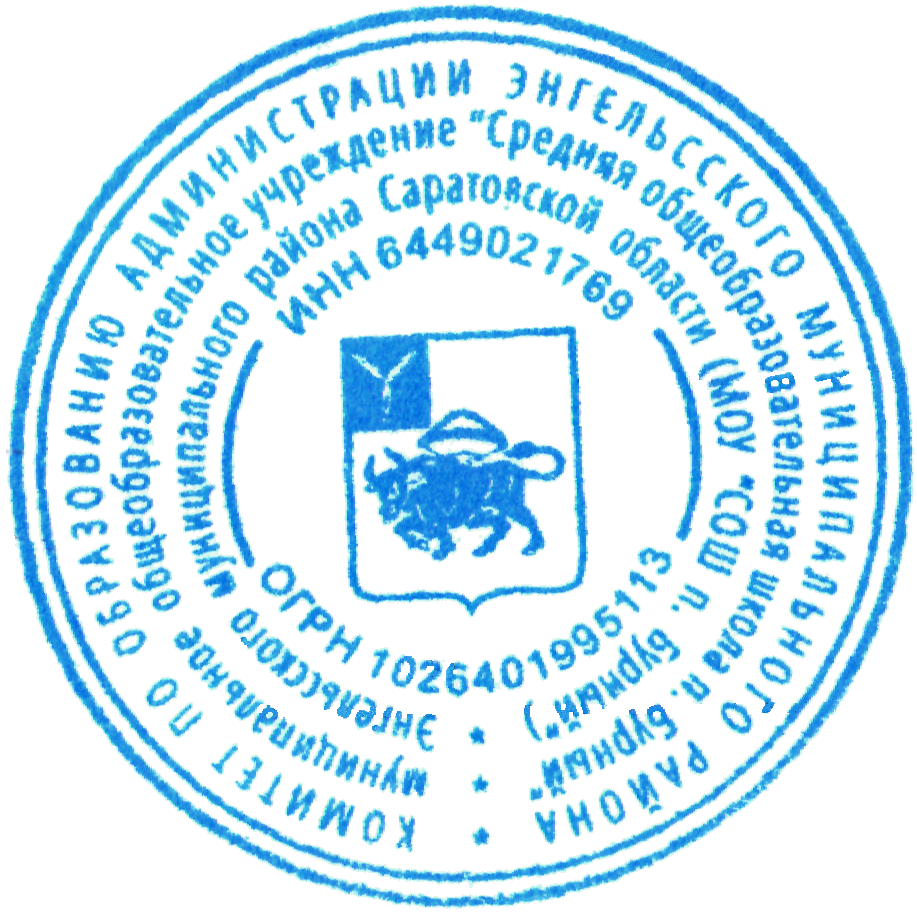 КОМИТЕТ ПО ОБРАЗОВАНИЮ АДМИНИСТРАЦИИ ЭНГЕЛЬССКОГО МУНИЦИПАЛЬНОГО РАЙОНА *
муниципальное общеобразовательное учреждение "Средняя общеобразовательная школа п. Бурный" *
Энгельсского муниципального района Саратовской области (МОУ "СОШ п. Бурный") *
ИНН 6449021769
ОГРН 1026401995113